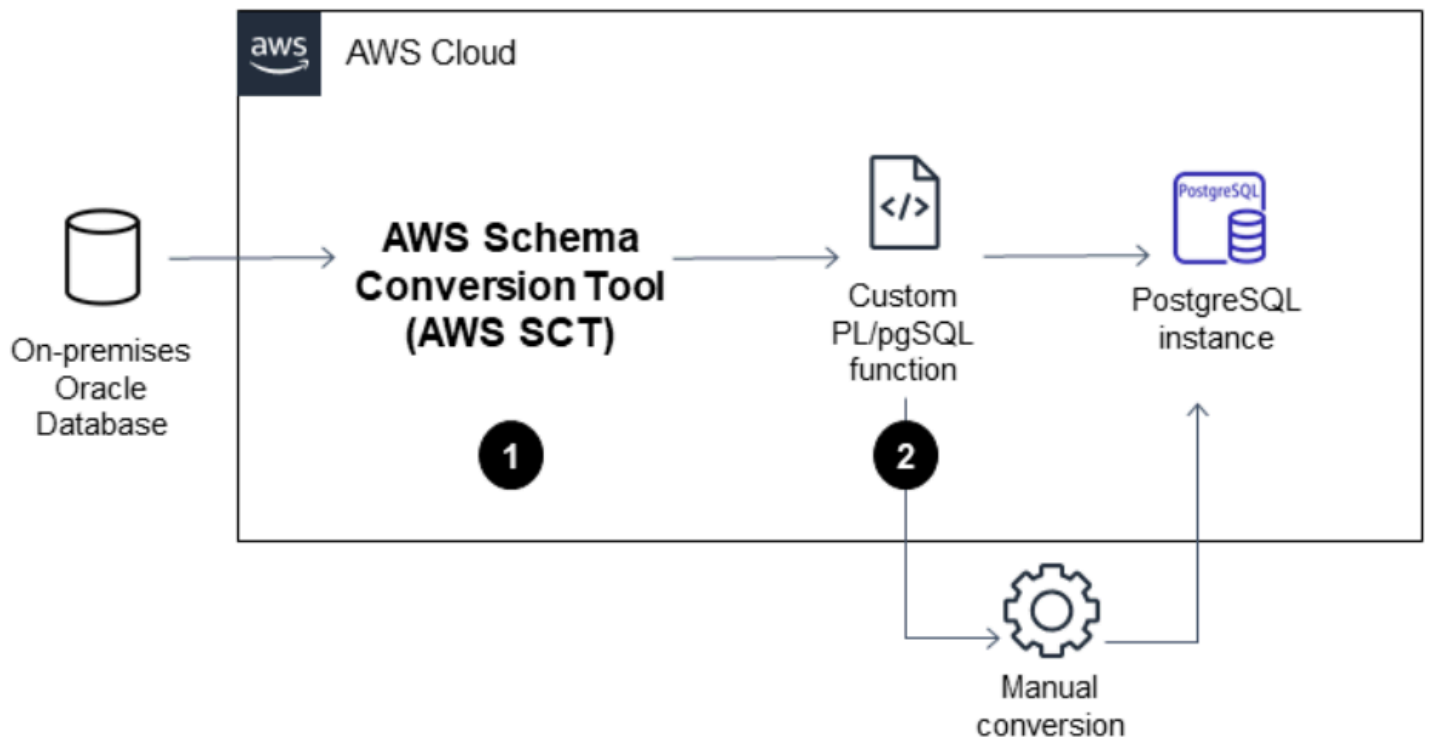 aws
AWS Cloud
AWS Schema
Conversion Tool
(AWS SCT)
</>
PostgreSQL
On-premises
Oracle
Database
Custom
PL/pgSQL
function
PostgreSQL
instance
1
2
Manual
conversion